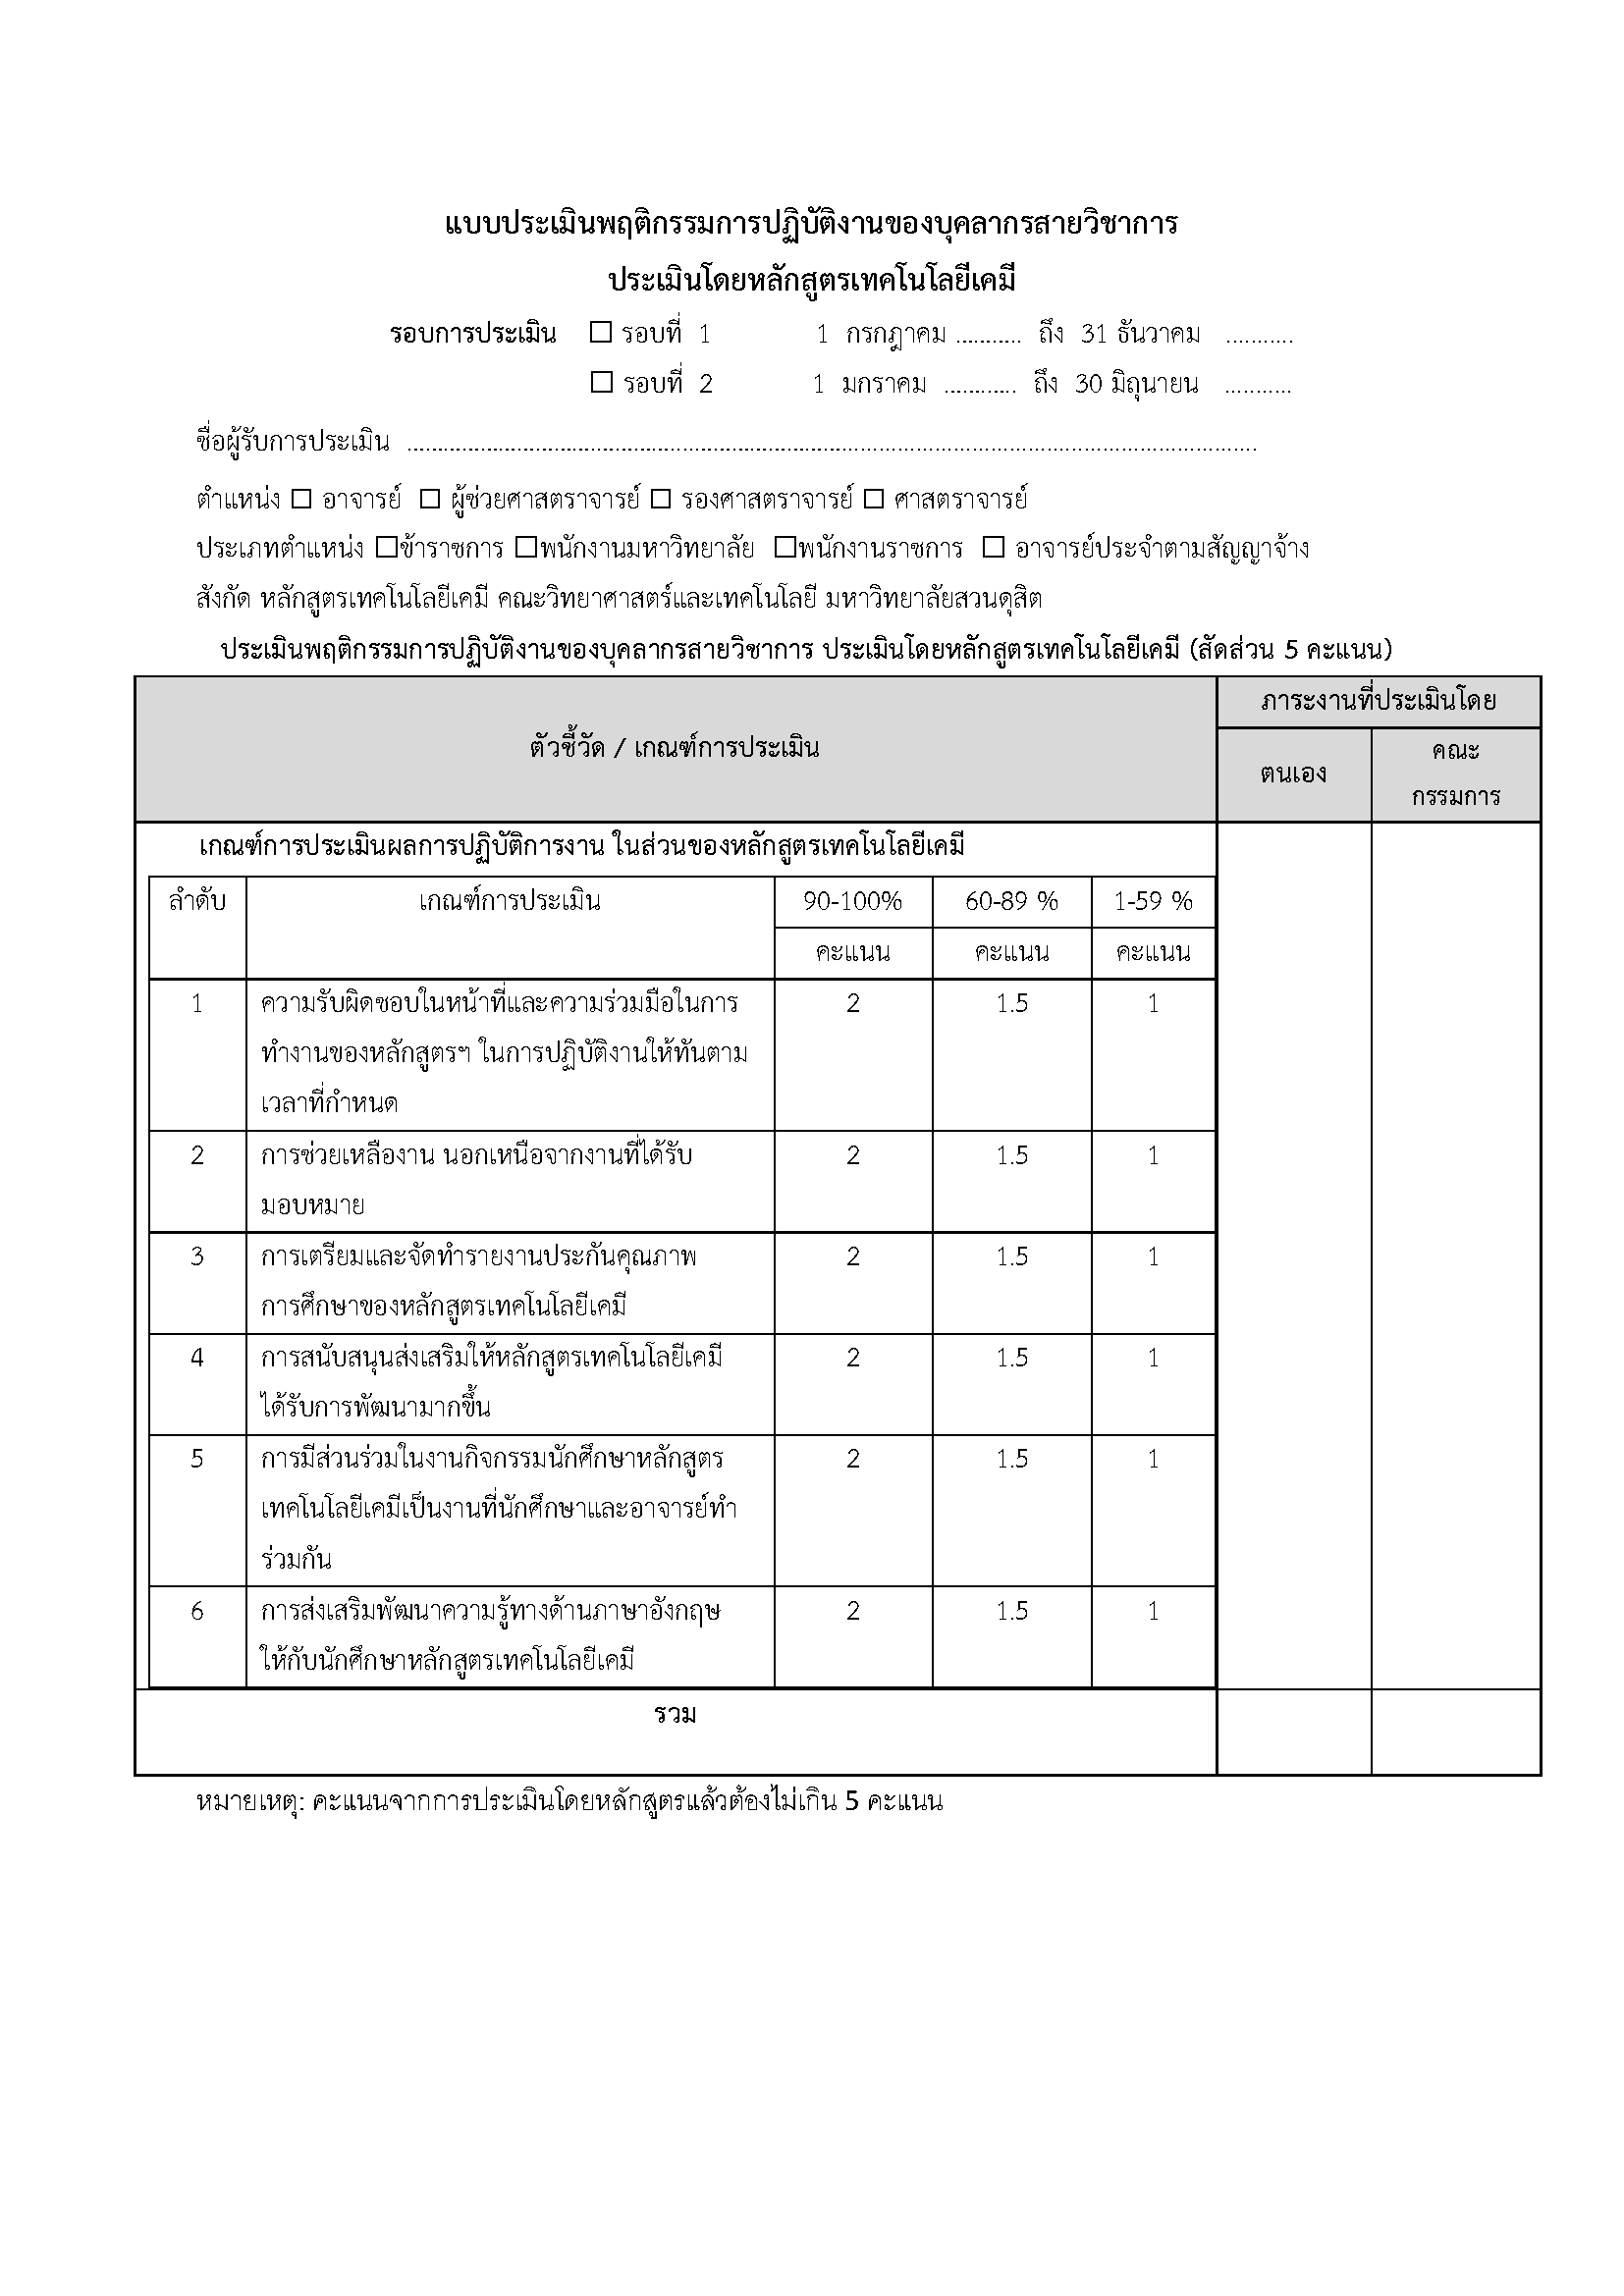 แบบประเมินพฤติกรรมการปฏิบัติงานของบุคลากรสายวิชาการ
ประเมินโดยหลักสูตรเทคโนโลยีเคมี
รอบการประเมิน ☐ รอบที่ 1 1 กรกฎาคม ........... ถึง 31 ธันวาคม ...........
☐ รอบที่ 2 1 มกราคม ............ ถึง 30 มิถุนายน ...........
ชื่อผู้รับการประเมิน ..........................................................................................................................................
ตำแหน่ง ☐ อาจารย์ ☐ ผู้ช่วยศาสตราจารย์ ☐ รองศาสตราจารย์ ☐ ศาสตราจารย์
ประเภทตำแหน่ง ☐ข้าราชการ ☐พนักงานมหาวิทยาลัย ☐พนักงานราชการ ☐ อาจารย์ประจำตามสัญญาจ้าง
สังกัด หลักสูตรเทคโนโลยีเคมี คณะวิทยาศาสตร์และเทคโนโลยี มหาวิทยาลัยสวนดุสิต
ประเมินพฤติกรรมการปฏิบัติงานของบุคลากรสายวิชาการ ประเมินโดยหลักสูตรเทคโนโลยีเคมี (สัดส่วน 5 คะแนน)
ตัวชี้วัด / เกณฑ์การประเมิน
ภาระงานที่ประเมินโดย
ตนเอง
คณะ
กรรมการ
เกณฑ์การประเมินผลการปฏิบัติการงาน ในส่วนของหลักสูตรเทคโนโลยีเคมี
ลำดับ เกณฑ์การประเมิน 90-100% 60-89 % 1-59 %
คะแนน คะแนน คะแนน
1 ความรับผิดชอบในหน้าที่และความร่วมมือในการ 2 1.5 1
ทำงานของหลักสูตรฯ ในการปฏิบัติงานให้ทันตาม
เวลาที่กำหนด
2 การช่วยเหลืองาน นอกเหนือจากงานที่ได้รับ 2 1.5 1
มอบหมาย
3 การเตรียมและจัดทำรายงานประกันคุณภาพ 2 1.5 1
การศึกษาของหลักสูตรเทคโนโลยีเคมี
4 การสนับสนุนส่งเสริมให้หลักสูตรเทคโนโลยีเคมี 2 1.5 1
ได้รับการพัฒนามากขึ้น
5 การมีส่วนร่วมในงานกิจกรรมนักศึกษาหลักสูตร 2 1.5 1
เทคโนโลยีเคมีเป็นงานที่นักศึกษาและอาจารย์ทำ
ร่วมกัน
6 การส่งเสริมพัฒนาความรู้ทางด้านภาษาอังกฤษ 2 1.5 1
ให้กับนักศึกษาหลักสูตรเทคโนโลยีเคมี
รวม
หมายเหตุ: คะแนนจากการประเมินโดยหลักสูตรแล้วต้องไม่เกิน 5 คะแนน